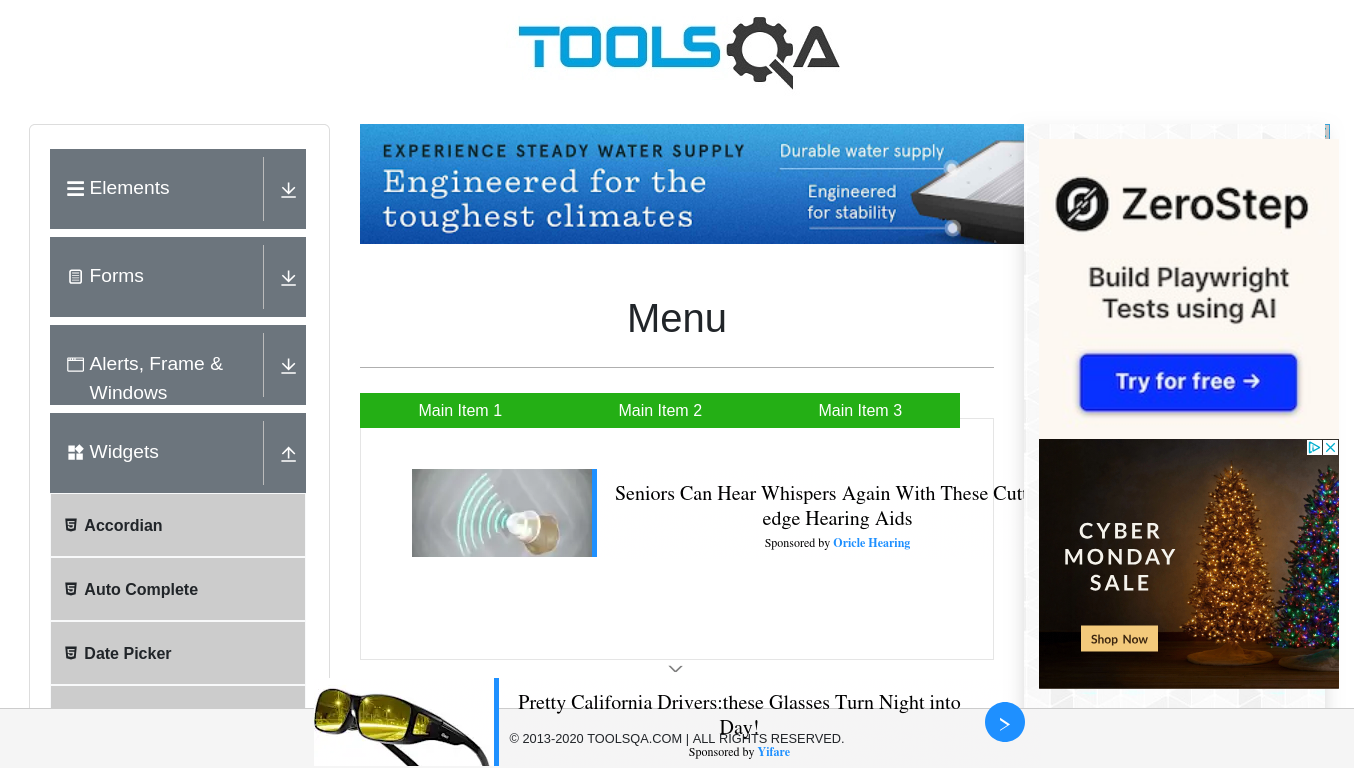 TOOLSQA
Elements
Forms
Alerts, Frame &
Windows
Widgets
Accordian
Auto Complete
Date Picker
EXPERIENCE STEADY WATER SUPPLY
Engineered for the
toughest climates
Durable water supply
Engineered
for stability
Menu
Main Item 1
Main Item 2
Main Item 3
Seniors Can Hear Whispers Again With These
edge Hearing Aids
Sponsored by Oricle Hearing
ZeroStep
Build Playwright
Tests using AI
Try for free →
CYBER
MONDAY
SALE
Shop Now
Pretty California Drivers:these Glasses Turn Night into
Day!
© 2013-2020 TOOLSQA.COM | ALL RIGHTS RESERVED.
Sponsored by Yifare